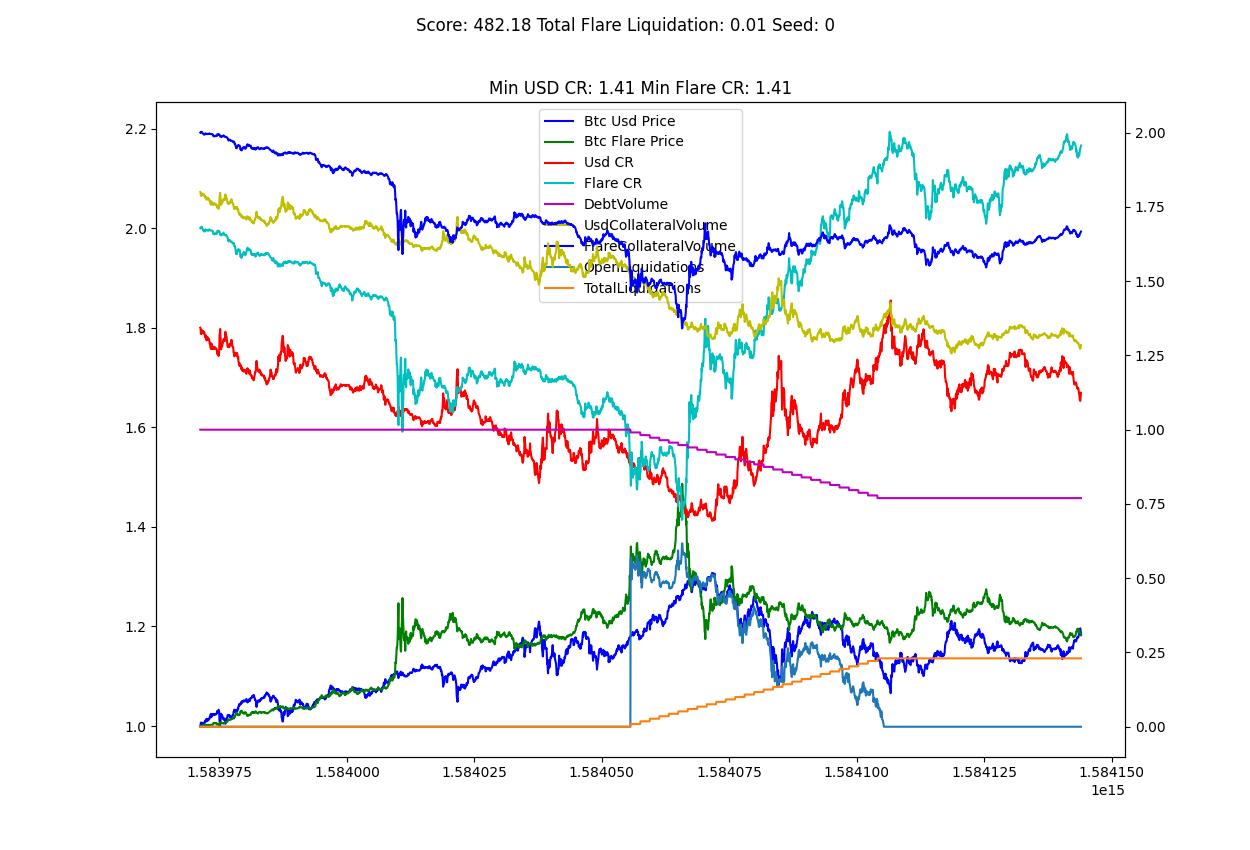 Score: 482.18 Total Flare Liquidation: 0.01 Seed: 0
Min USD CR: 1.41 Min Flare CR: 1.41
Btc Usd Price
Btc Flare Price
Usd CR
Flare CR
DebtVolume
UsdCollateralVolume
FlareCollateralVolume
OpenLiquidations
TotalLiquidations
2.2
2.0
1.8
1.6
1.4
1.2
1.0
2.00
1.75
1.50
1.25
1.00
0.75
0.50
0.25
0.00
1.583975 1.584000 1.584025 1.584050 1.584075 1.584100 1.584125 1.584150
1e15